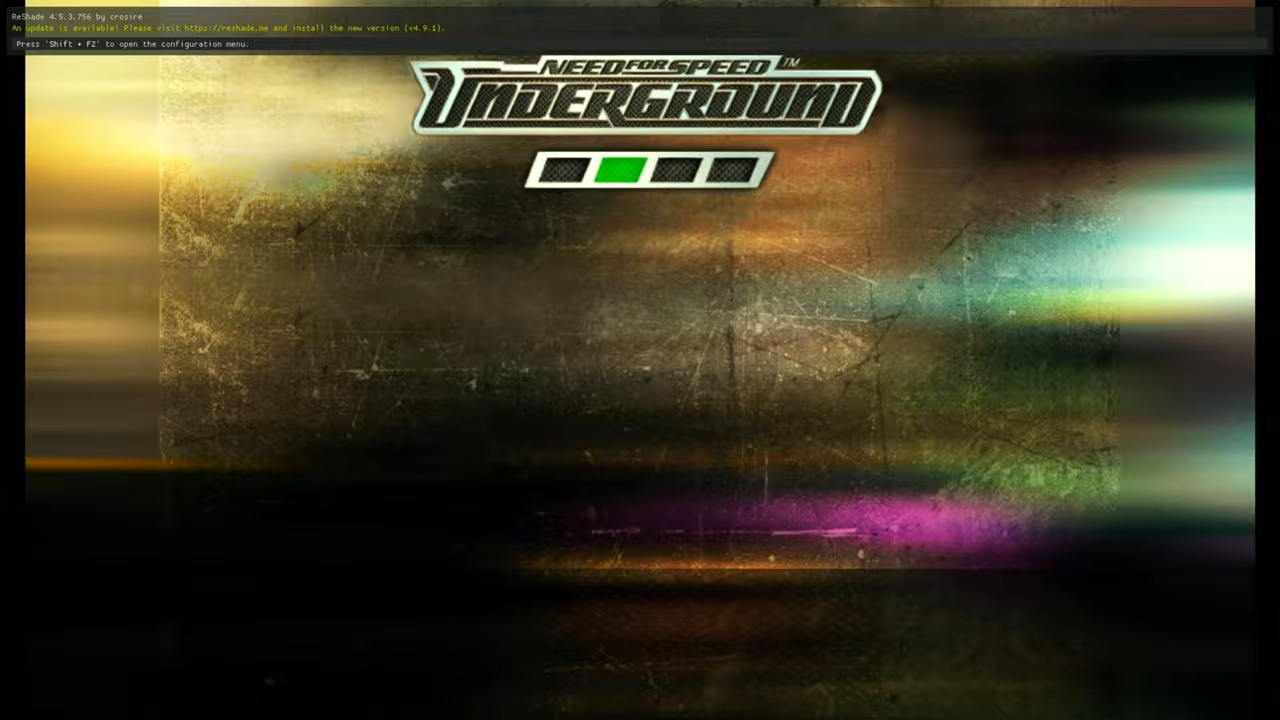 ReShade 4.5.3.756 by crosire
An update is available! Please visit https://reshade.me and install the new version (v4.9.1).
Press 'Shift + F2' to open the configuration menu.
NEED FOR SPEED TM
UNDERGROUND